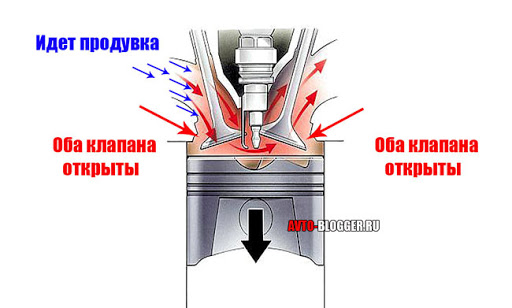 Идет продувка
Оба клапана
открыты
Оба клапана
открыты
AVTO-BLOGGER.RU